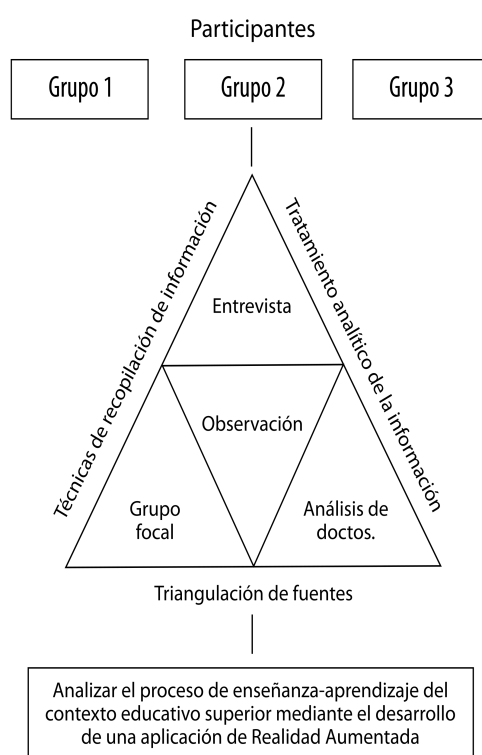 Participantes
Grupo 1
Grupo 2
Grupo 3
Técnicas de recopilación de información
Tratamiento analítico de la información
Entrevista
Observación
Grupo
focal
Análisis de
doctos.
Triangulación de fuentes
Analizar el proceso de enseñanza-aprendizaje del
contexto educativo superior mediante el desarrollo
de una aplicación de Realidad Aumentada